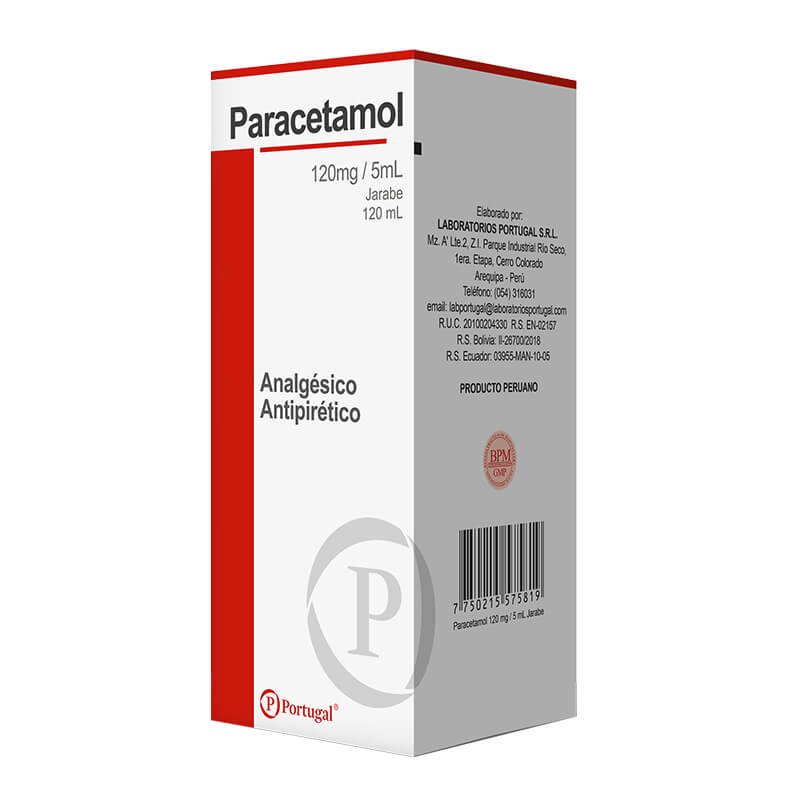 Paracetamol
120mg / 5mL
Jarabe
120 mL
Analgésico
Antipirético
P
P Portugal®
Elaborado por:
LABORATORIOS PORTUGAL S.R.L.
Mz. A' Lte.2, Z.I. Parque Industrial Río Seco,
1era. Etapa, Cerro Colorado
Arequipa - Perú
Teléfono: (054) 316031
email: labportugal@laboratoriosportugal.com
R.U.C. 20100204330 R.S. EN-02157
R.S. Bolivia: II-26700/2018
R.S. Ecuador: 03955-MAN-10-05
PRODUCTO PERUANO
BPM
GMP
7 750215 575819
Paracetamol 120 mg / 5 mL Jarabe